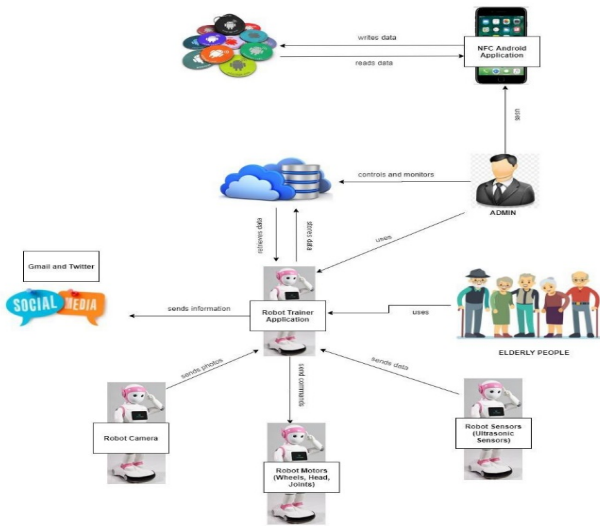 writes data
reads data
NFC Android
Application
uses
controls and monitors
ADMIN
retrieves data
stores data
uses
Gmail and Twitter
SOCIAL MEDIA
sends information
Robot Trainer
Application
uses
ELDERLY PEOPLE
sends photos
send commands
sends data
Robot Camera
Robot Sensors
(Ultrasonic
Sensors)
Robot Motors
(Wheels, Head,
Joints)